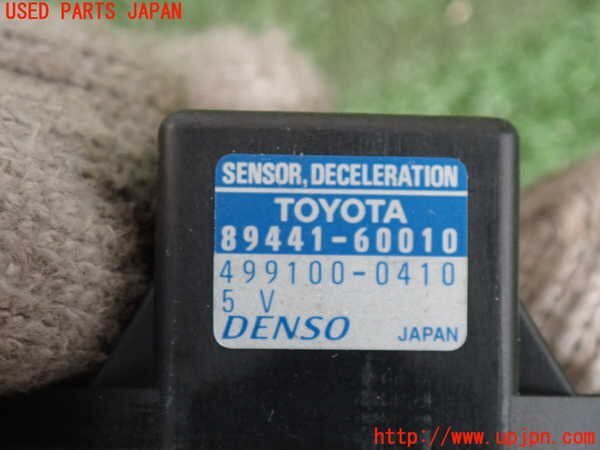 USED PARTS JAPAN
SENSOR, DECELERATION
TOYOTA
89441-60010
499100-0410
5 V
DENSO JAPAN
http://www.upjpn.com/